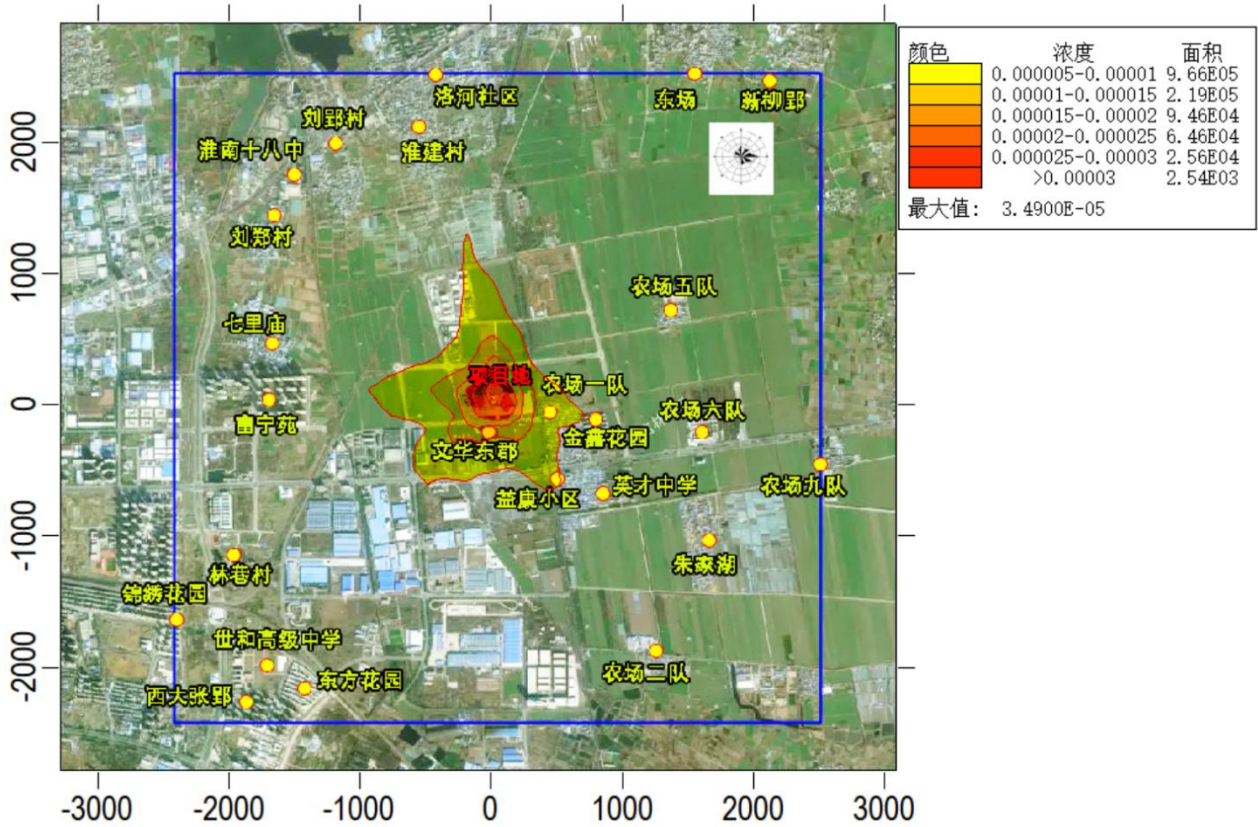 颜色 浓度 面积
0.000005-0.00001 9.66E05
0.00001-0.000015 2.19E05
0.000015-0.00002 9.46E04
0.00002-0.000025 6.46E04
0.000025-0.00003 2.56E04
>0.00003 2.54E03
最大值: 3.4900E-05
洛河社区
东场
新柳郢
刘郢村
淮建村
淮南十八中
刘郑村
农场五队
七里庙
项目地
农场一队
富宁苑
文华东郡
金鑫花园
农场六队
益康小区
英才中学
农场九队
朱家湖
林巷村
锦绣花园
世和高级中学
农场二队
东方花园
西大张郢
2000
1000
0
-1000
-2000
-3000 -2000 -1000 0 1000 2000 3000